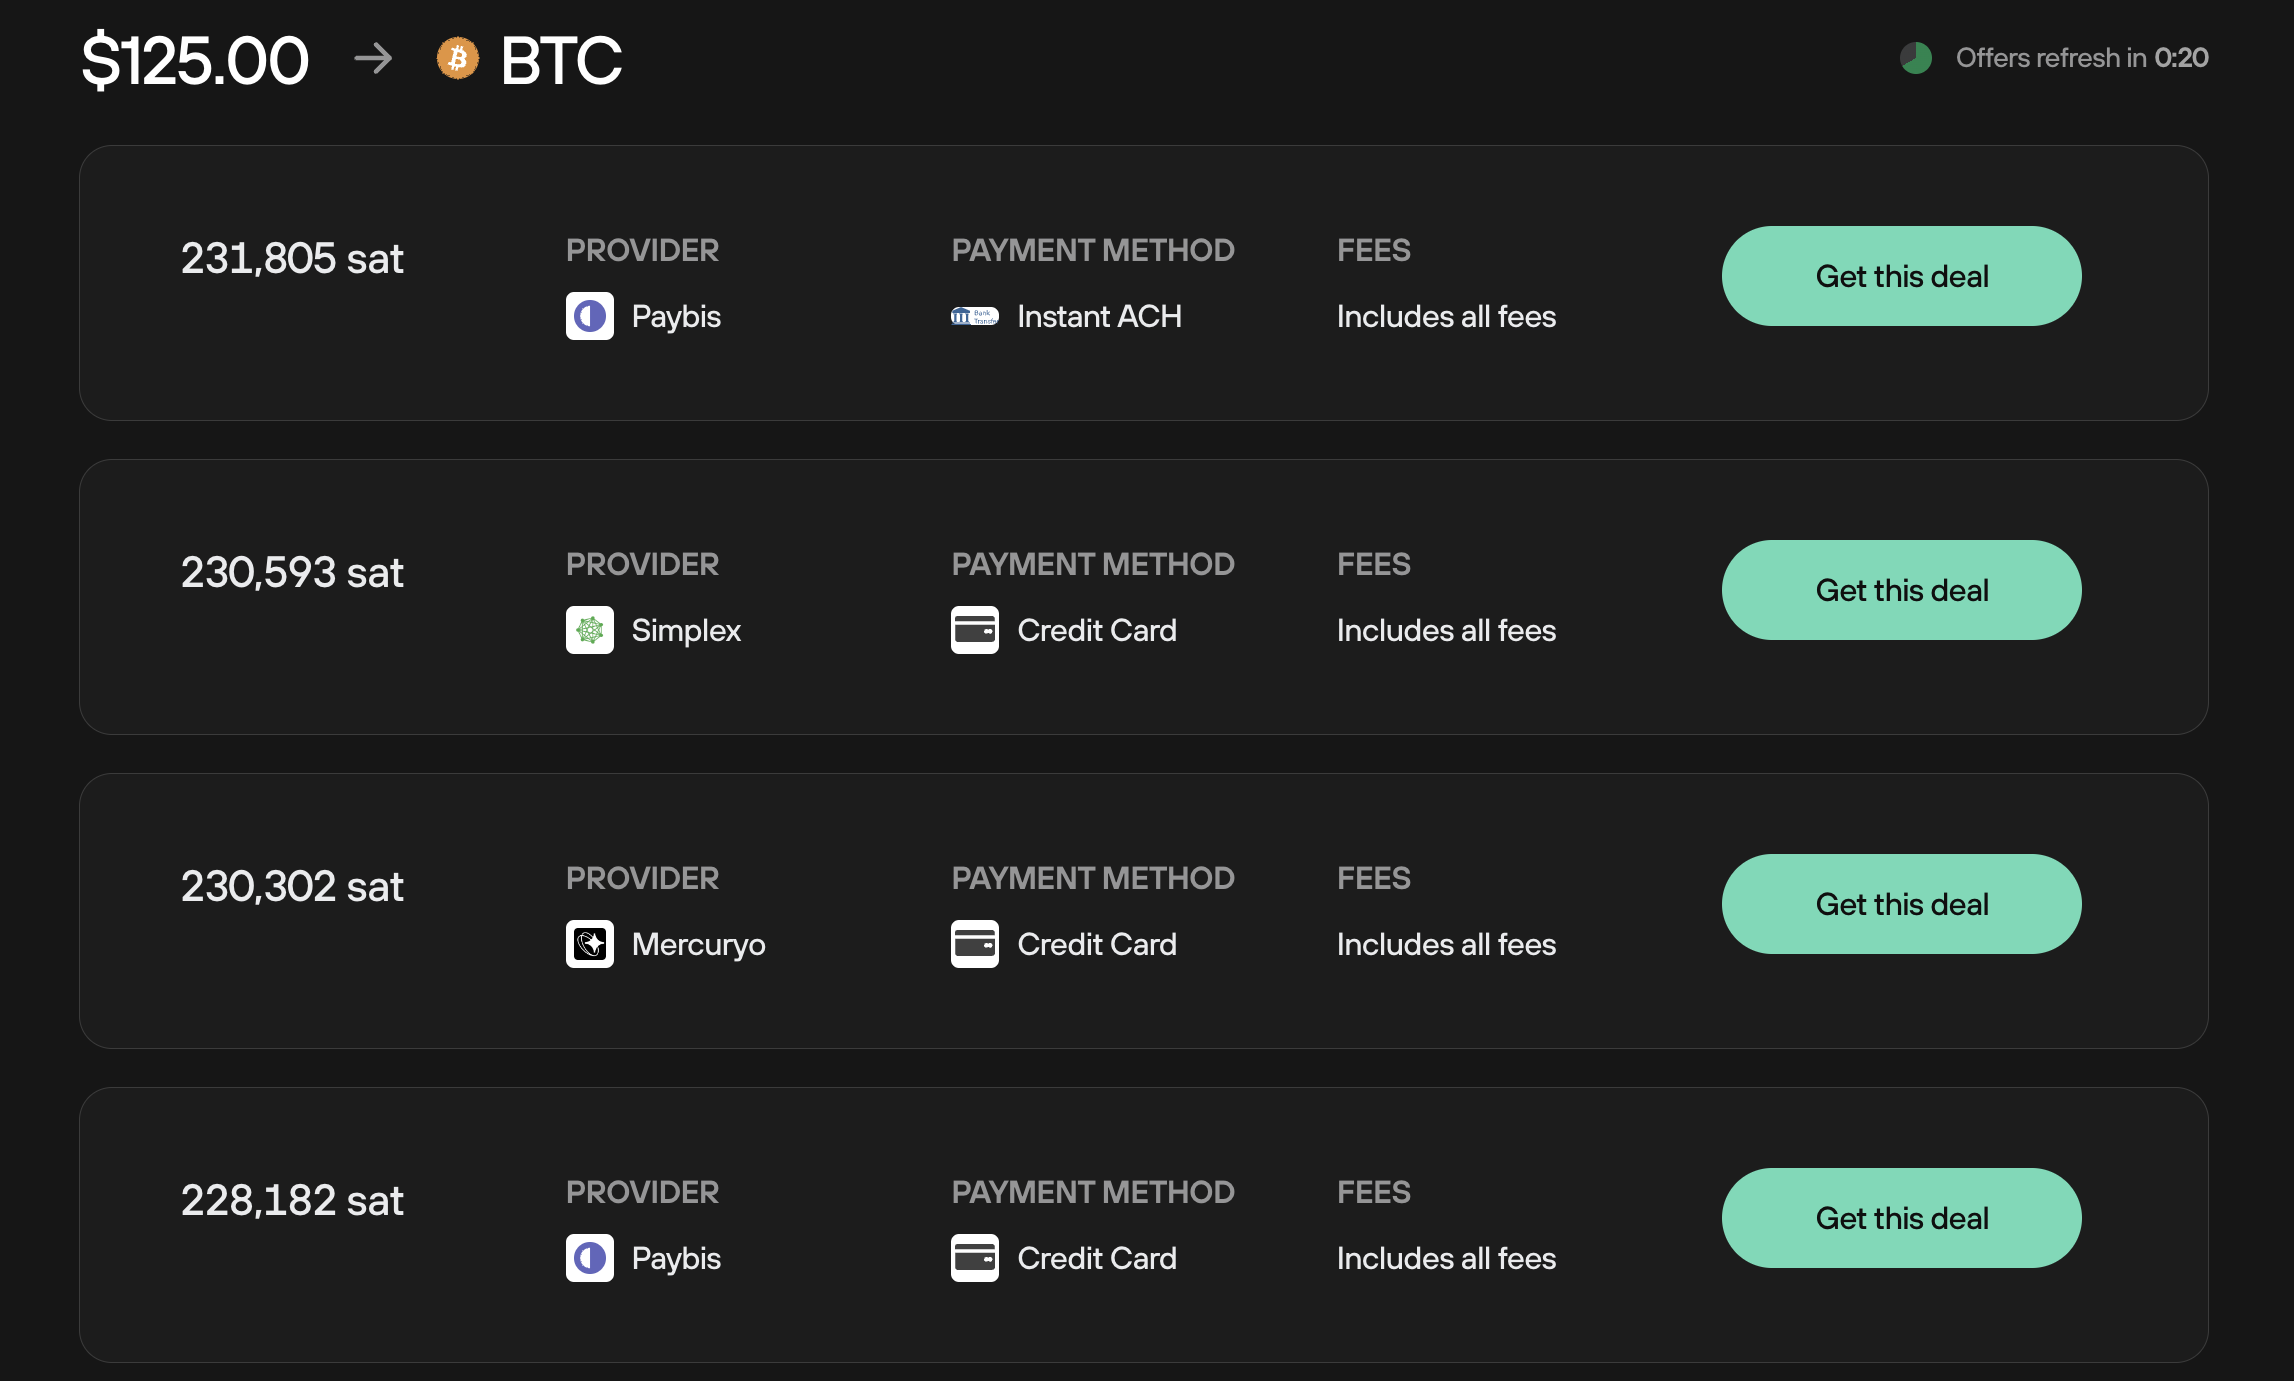 $125.00 → BTC
Offers refresh in 0:20
231,805 sat
PROVIDER
Paybis
PAYMENT METHOD
Bank
Transfe
Instant ACH
FEES
Includes all fees
Get this deal
230,593 sat
PROVIDER
Simplex
PAYMENT METHOD
Credit Card
FEES
Includes all fees
Get this deal
230,302 sat
PROVIDER
Mercuryo
PAYMENT METHOD
Credit Card
FEES
Includes all fees
Get this deal
228,182 sat
PROVIDER
Paybis
PAYMENT METHOD
Credit Card
FEES
Includes all fees
Get this deal